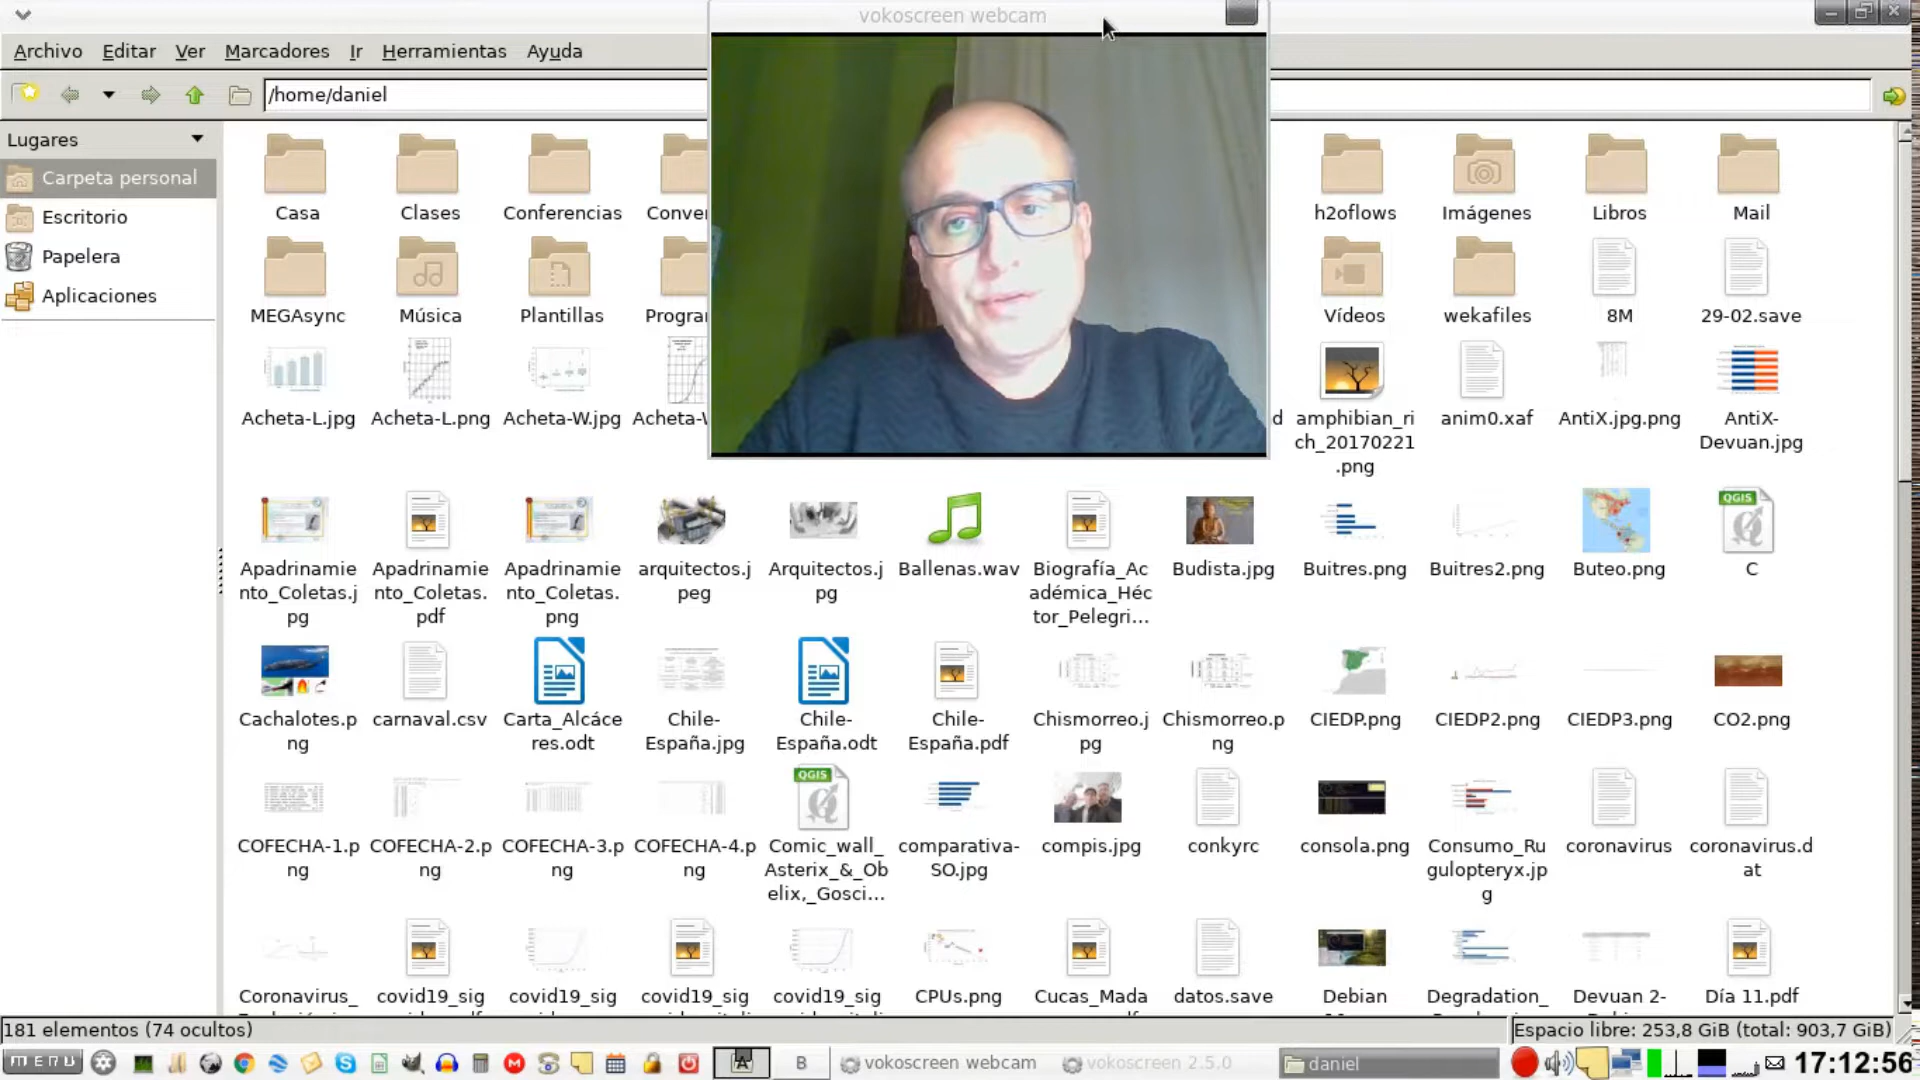 vokoscreen webcam
Archivo Editar Ver Marcadores Ir Herramientas Ayuda
/home/daniel
Lugares
Carpeta personal
Escritorio
Papelera
Aplicaciones
Casa Clases Conferencias Conver h2oflows Imágenes Libros Mail
MEGAsync Música Plantillas Progra Vídeos wekafiles 8M 29-02.save
Acheta-L.jpg Acheta-L.png Acheta-W.jpg Acheta-W d amphibian_ri anim0.xaf AntiX.jpg.png AntiX-
ch_20170221 Devuan.jpg
.png
QGIS
Apadrinamie Apadrinamie Apadrinamie arquitectos.j Arquitectos.j Ballenas.wav Biografía_Ac Budista.jpg Buitres.png Buitres2.png Buteo.png C
nto_Coletas.j nto_Coletas. nto_Coletas. peg pg adémica_Héc
pg pdf png tor_Pelegri...
Cachalotes.p carnaval.csv Carta_Alcáce Chile- Chile- Chile- Chismorreo.j Chismorreo.p CIEDP.png CIEDP2.png CIEDP3.png CO2.png
ng res.odt España.jpg España.odt España.pdf pg ng
QGIS
COFECHA-1.p COFECHA-2.p COFECHA-3.p COFECHA-4.p Comic_wall_ comparativa- compis.jpg conkyrc consola.png Consumo_Ru coronavirus coronavirus.d
ng ng ng ng Asterix_&_Ob SO.jpg gulopteryx.jp at
elix,_Gosci... g
Coronavirus_ covid19_sig covid19_sig covid19_sig covid19_sig CPUs.png Cucas_Mada datos.save Debian Degradation_ Devuan 2- Día 11.pdf
181 elementos (74 ocultos) Espacio libre: 253,8 GiB (total: 903,7 GiB)
MENU A B vokoscreen webcam vokoscreen 2.5.0 daniel 17:12:56